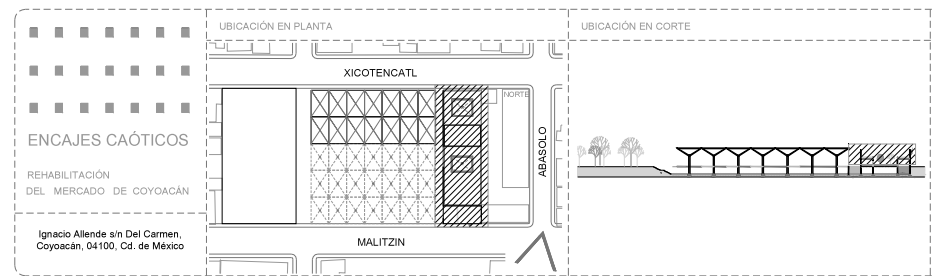 ENCAJES CAÓTICOS
REHABILITACIÓN
DEL MERCADO DE COYOACÁN
Ignacio Allende s/n Del Carmen,
Coyoacán, 04100, Cd. de México
UBICACIÓN EN PLANTA
XICOTENCATL
NORTE
ABASOLO
MALITZIN
UBICACIÓN EN CORTE